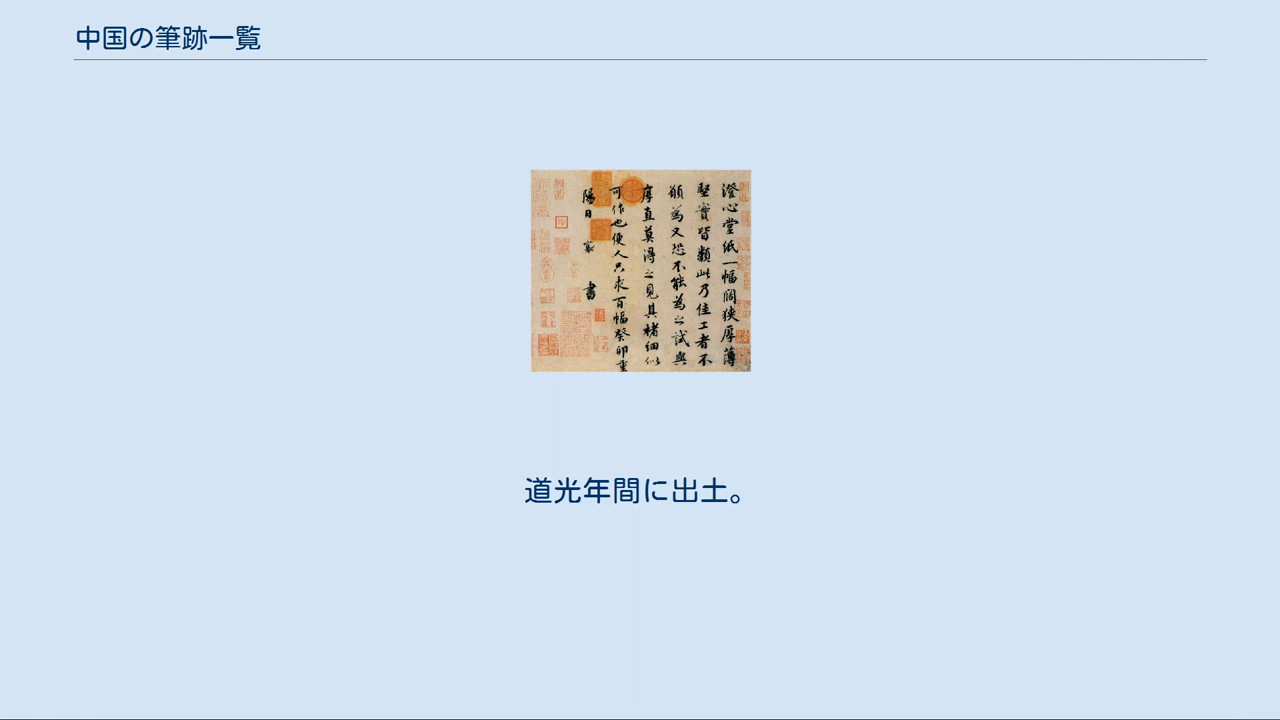 中国の筆跡一覧
澄心堂紙一幅闊狭厚薄
堅實皆類此乃佳工者不
願為又恐不能為之試與
厚直莫得之見其楮細似
可作也便人只求百幅癸卯重
陽日 襄 書
道光年間に出土。